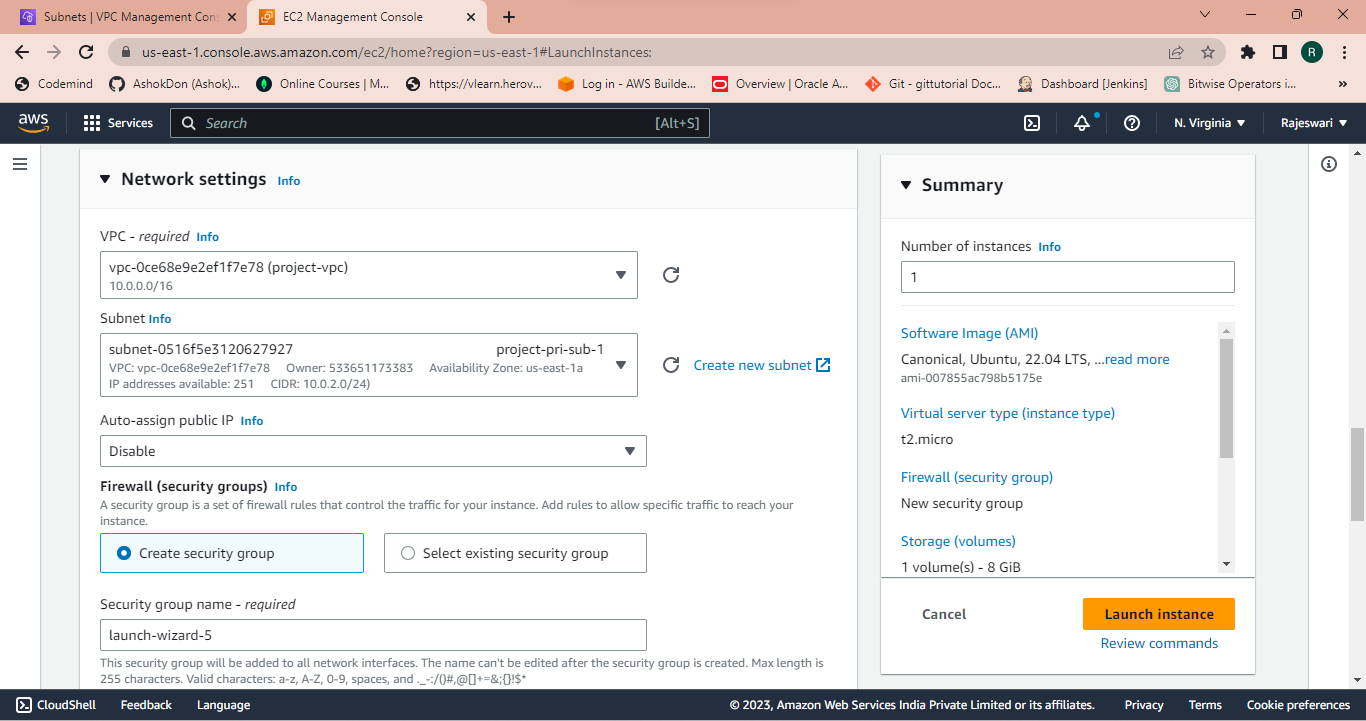 Subnets | VPC Management Con
EC2 Management Console
us-east-1.console.aws.amazon.com/ec2/home?region=us-east-1#LaunchInstances:
R
Codemind
AshokDon (Ashok)...
Online Courses | M...
https://vlearn.herov...
Log in - AWS Builde...
Overview | Oracle A...
Git - gittutorial Doc...
Dashboard [Jenkins]
Bitwise Operators i...
»
aws
Services
Search
[Alt+S]
N. Virginia
Rajeswari
Network settings Info
VPC - required Info
vpc-0ce68e9e2ef1f7e78 (project-vpc)
10.0.0.0/16
Subnet Info
subnet-0516f5e3120627927 project-pri-sub-1
VPC: vpc-0ce68e9e2ef1f7e78 Owner: 533651173383 Availability Zone: us-east-1a
IP addresses available: 251 CIDR: 10.0.2.0/24)
Create new subnet
Auto-assign public IP Info
Disable
Firewall (security groups) Info
A security group is a set of firewall rules that control the traffic for your instance. Add rules to allow specific traffic to reach your
instance.
Create security group
Select existing security group
Security group name - required
launch-wizard-5
This security group will be added to all network interfaces. The name can't be edited after the security group is created. Max length is
255 characters. Valid characters: a-z, A-Z, 0-9, spaces, and ._-:/()#,@[]+=&;{}!$*
Summary
Number of instances Info
1
Software Image (AMI)
Canonical, Ubuntu, 22.04 LTS, ...read more
ami-007855ac798b5175e
Virtual server type (instance type)
t2.micro
Firewall (security group)
New security group
Storage (volumes)
1 volume(s) - 8 GiB
Cancel
Launch instance
Review commands
CloudShell
Feedback
Language
© 2023, Amazon Web Services India Private Limited or its affiliates.
Privacy
Terms
Cookie preferences